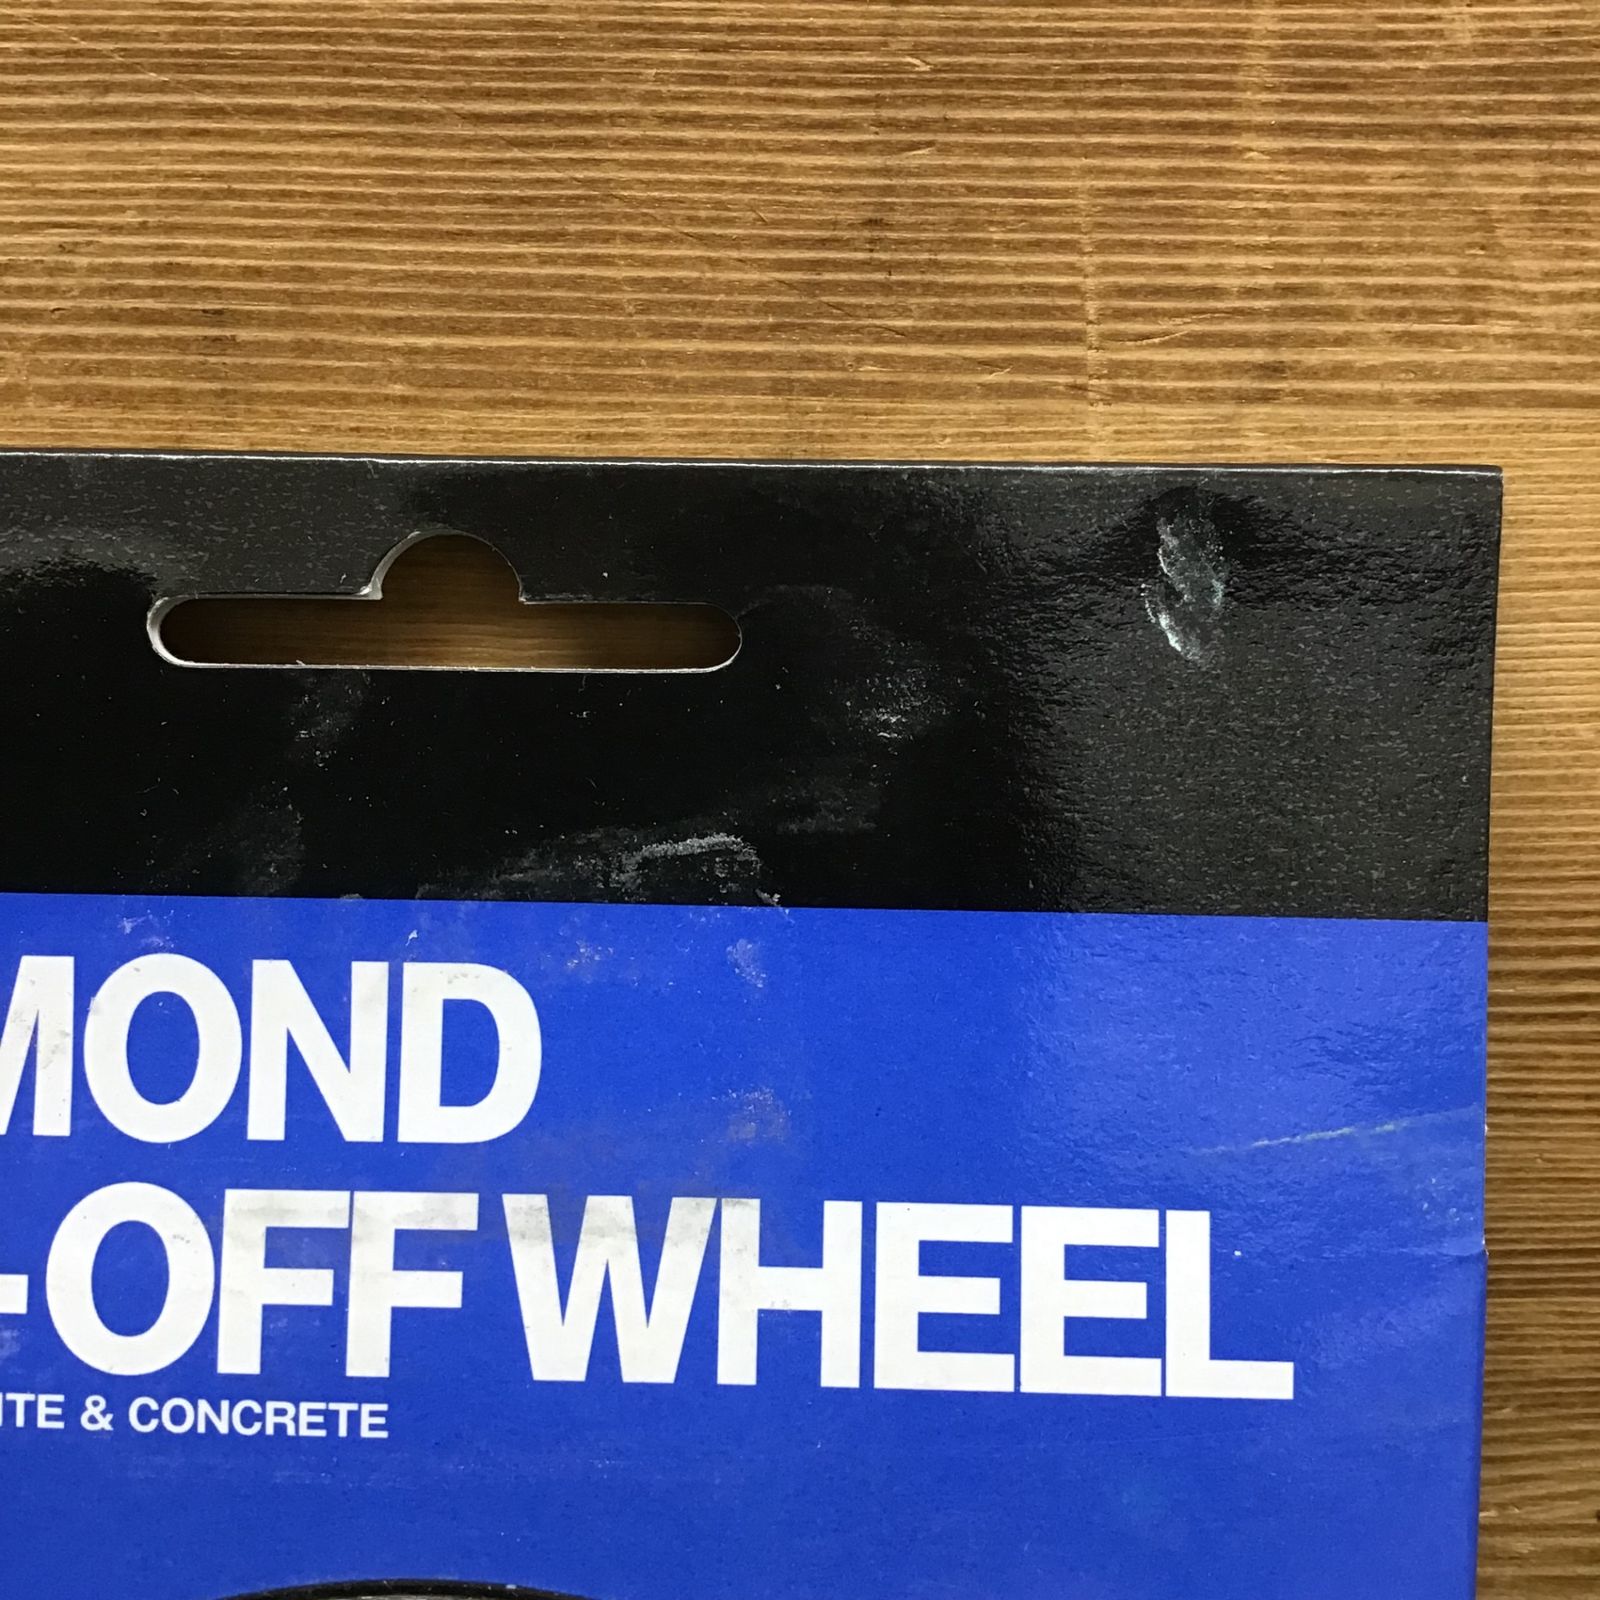 MOND
-OFF WHEEL
ITE & CONCRETE